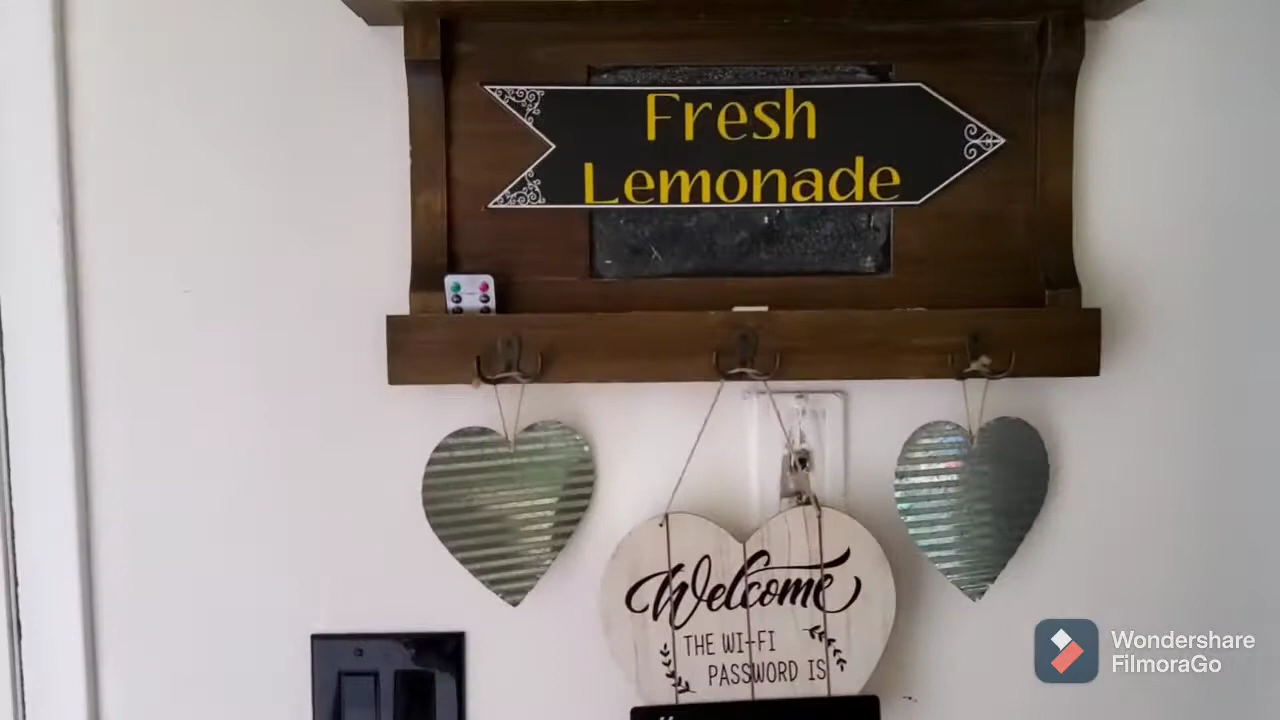 Fresh
Lemonade
Welcome
THE WI-FI
PASSWORD IS
Wondershare
FilmoraGo